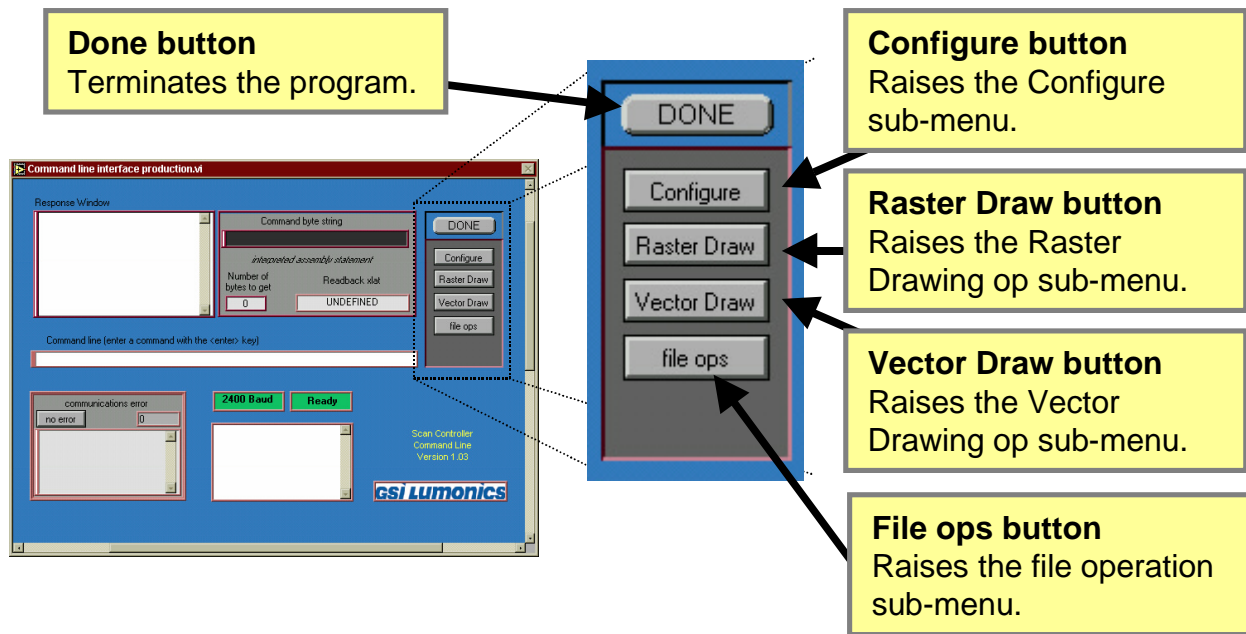 Done button
Terminates the program.
Configure button
Raises the Configure
sub-menu.
Raster Draw button
Raises the Raster
Drawing op sub-menu.
Vector Draw button
Raises the Vector
Drawing op sub-menu.
File ops button
Raises the file operation
sub-menu.
DONE
Configure
Raster Draw
Vector Draw
file ops
Command line interface production.vi
Response Window
Command byte string
interpreted assembly statement
Number of
bytes to get
0
Readback xlat
UNDEFINED
DONE
Configure
Raster Draw
Vector Draw
file ops
Command line (enter a command with the <enter> key)
communications error
no error
0
2400 Baud
Ready
Scan Controller
Command Line
Version 1.03
GSI LUMONICS